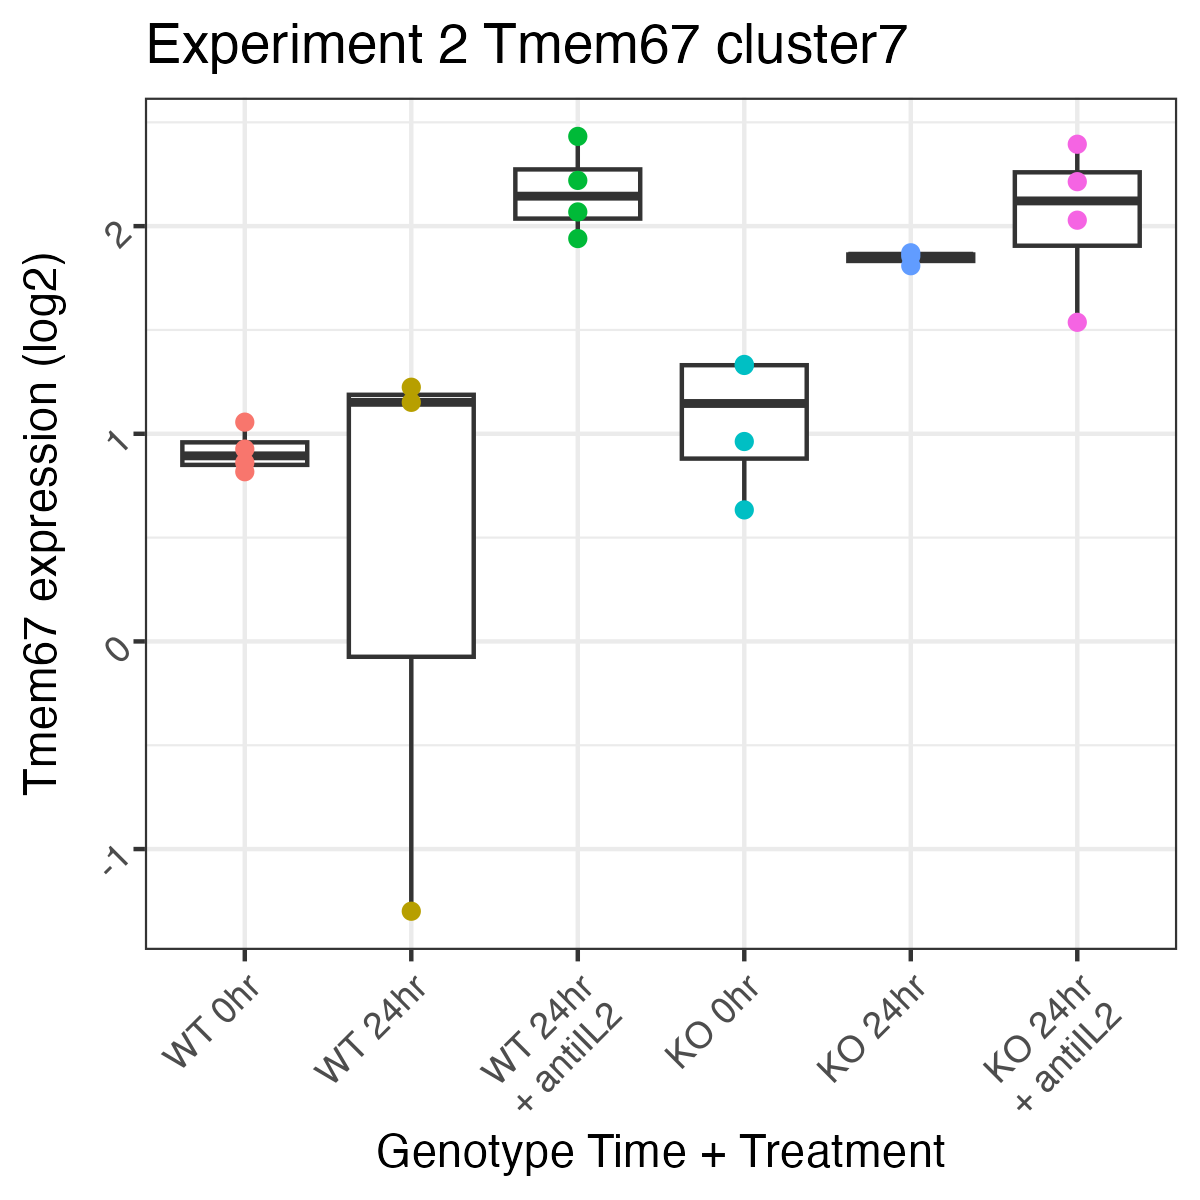 Experiment 2 Tmem67 cluster7
Tmem67 expression (log2)
2
1
0
-1
WT 0hr
WT 24hr
WT 24hr
+ antiIL2
KO 0hr
KO 24hr
KO 24hr
+ antiIL2
Genotype Time + Treatment